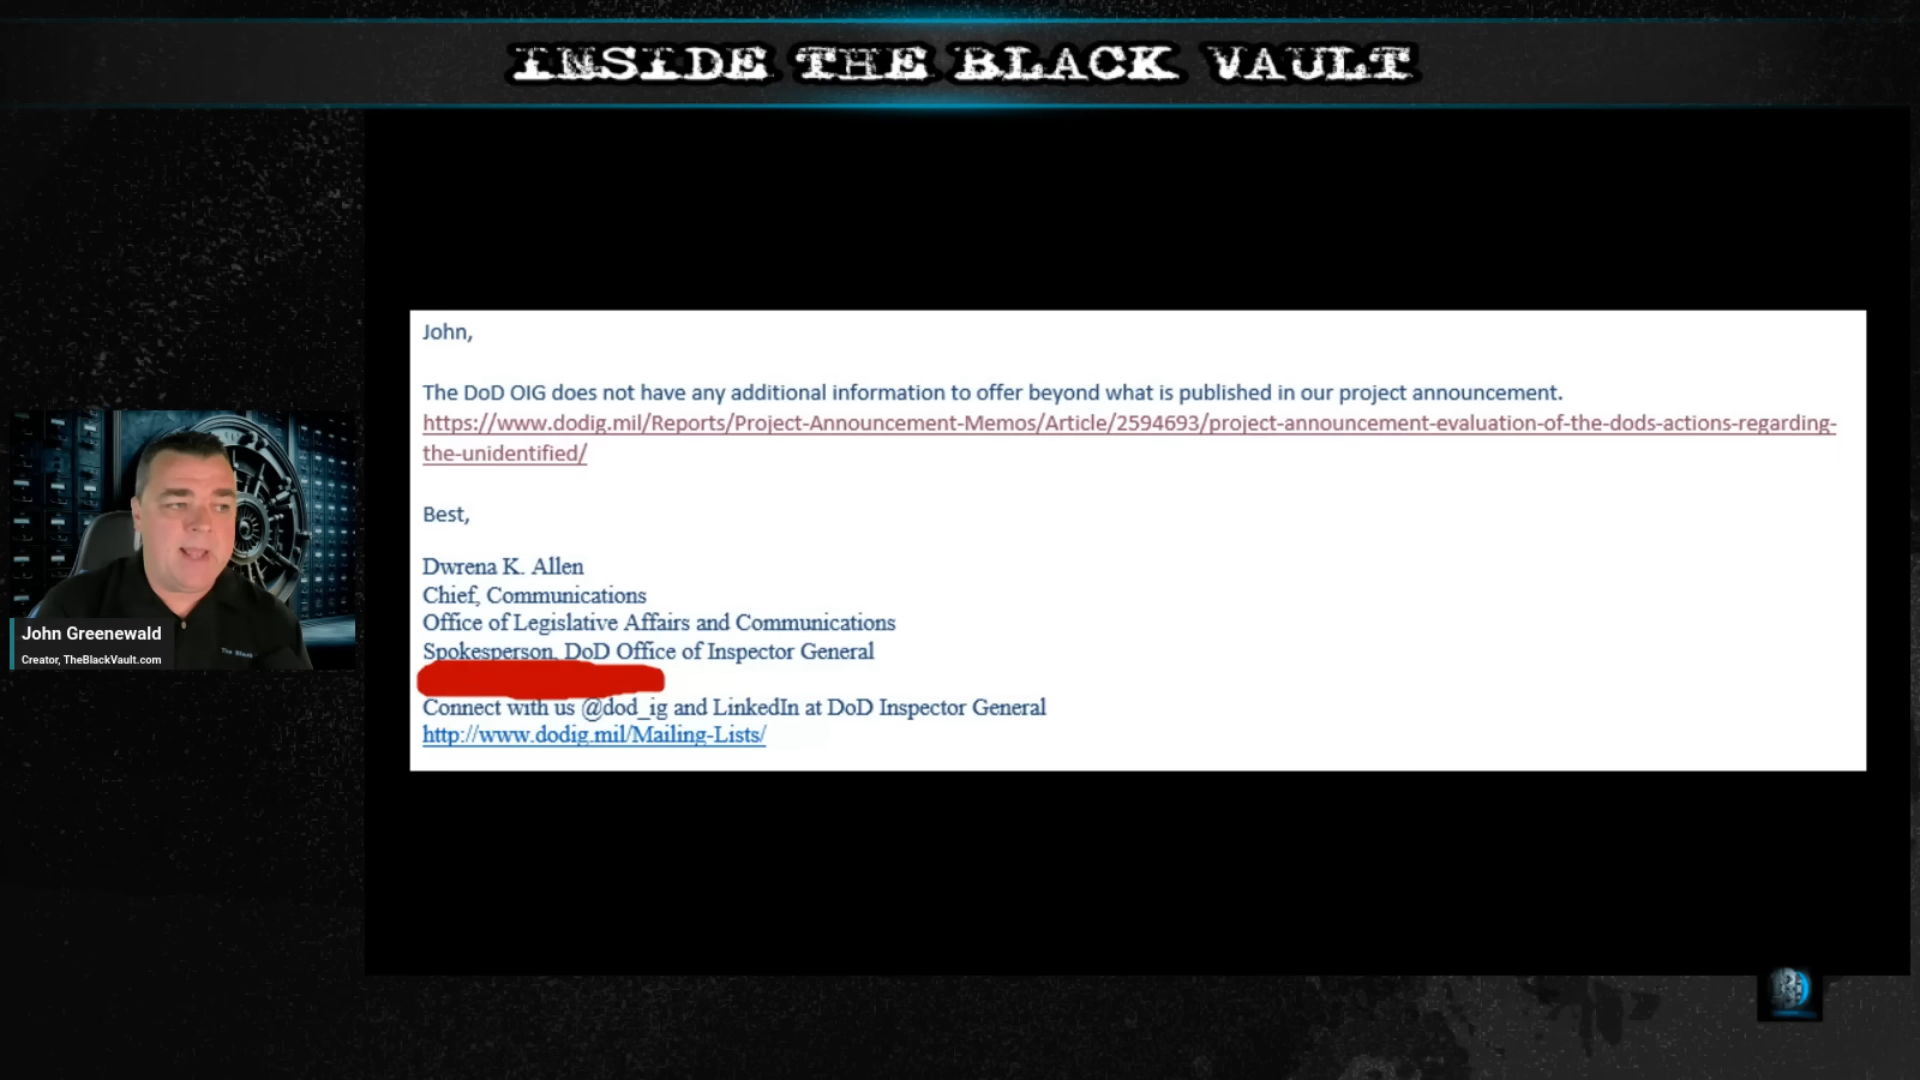 INSIDE THE BLACK VAULT
John,
The DoD OIG does not have any additional information to offer beyond what is published in our project announcement.
https://www.dodig.mil/Reports/Project-Announcement-Memos/Article/2594693/project-announcement-evaluation-of-the-dods-actions-regarding-
the-unidentified/
Best,
Dwrena K. Allen
Chief, Communications
Office of Legislative Affairs and Communications
Spokesperson, DoD Office of Inspector General
Connect with us @dod_ig and LinkedIn at DoD Inspector General
http://www.dodig.mil/Mailing-Lists/
John Greenewald
Creator, TheBlackVault.com
The Black